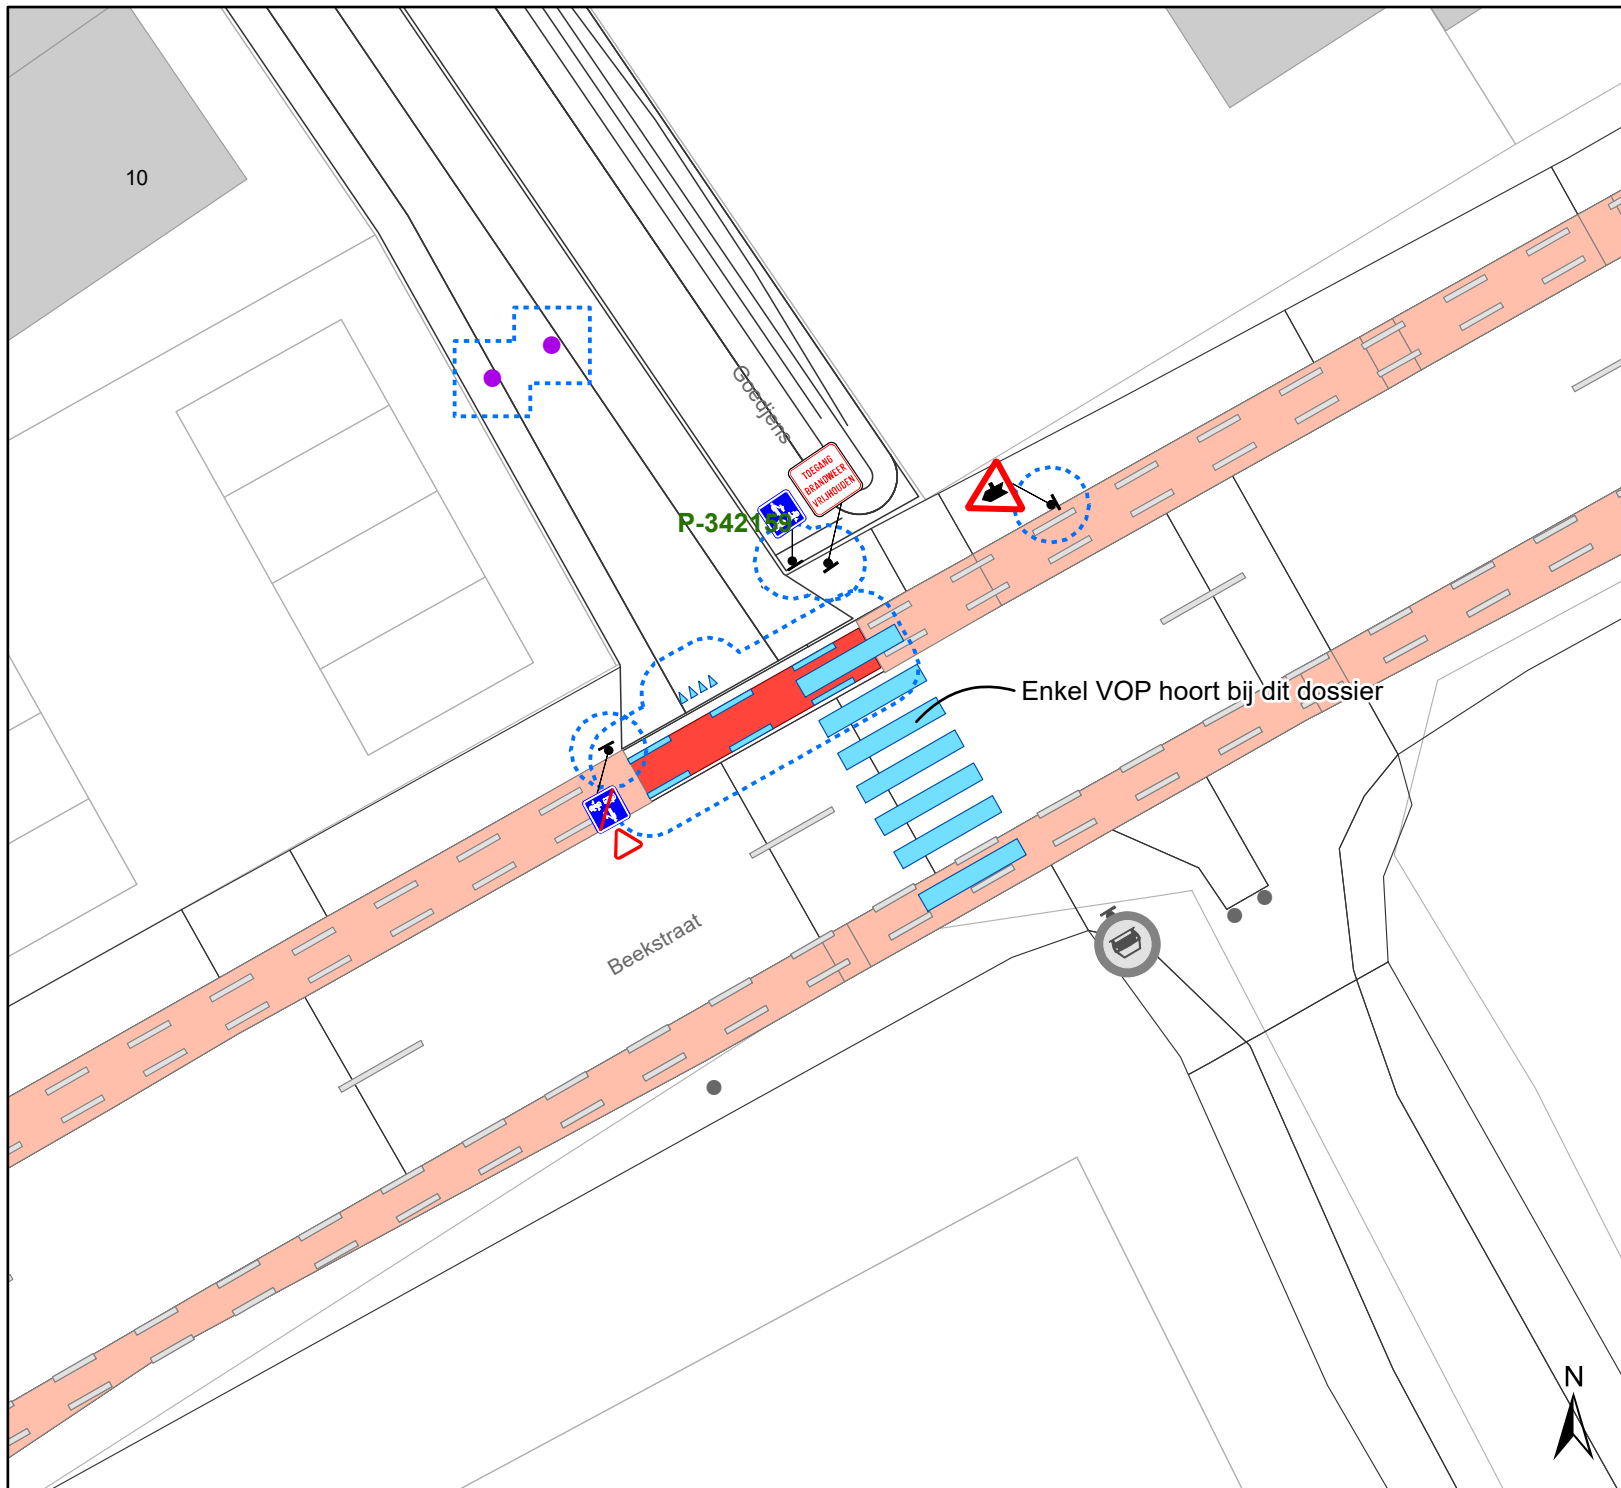 10
Goedjens
TOEGANG
BRANDWEER
VRIJHOUDEN
P-342159
Enkel VOP hoort bij dit dossier
Beekstraat
N